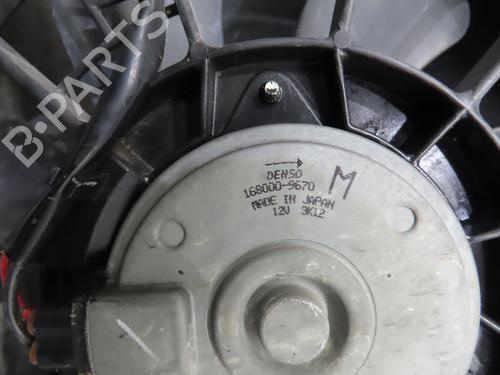 B-PARTS
DENSO
168000-9670 M
MADE IN JAPAN
12V 3K12